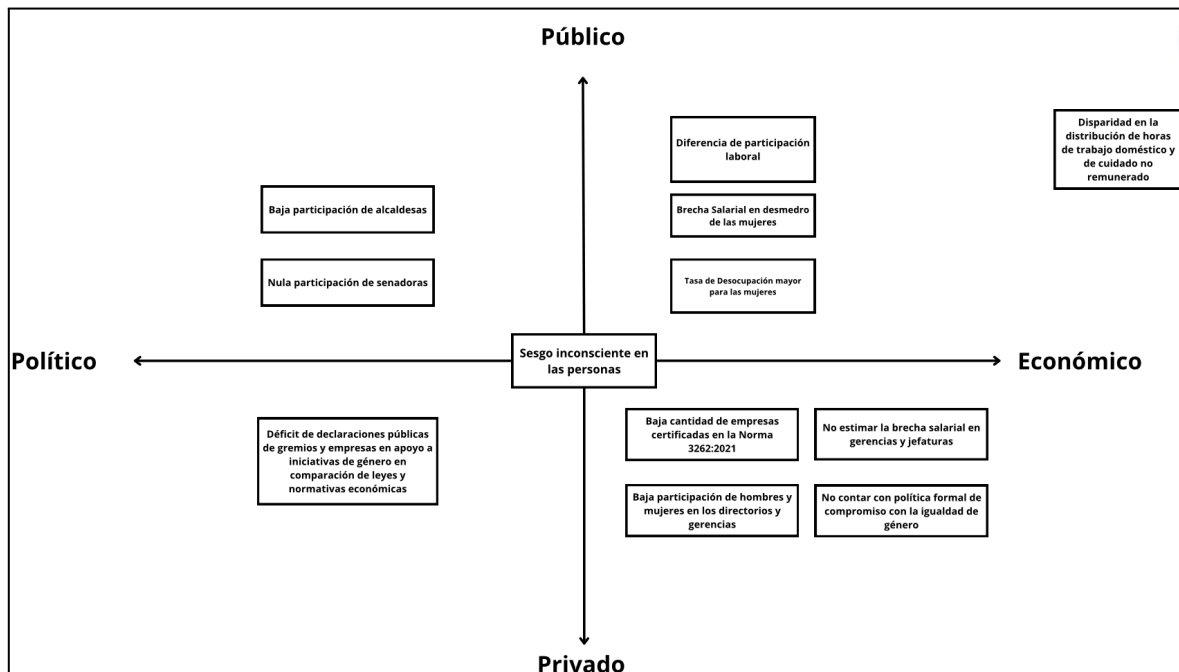 Público
Disparidad en la
distribución de horas
de trabajo doméstico y
de cuidado no
remunerado
Diferencia de participación
laboral
Baja participación de alcaldesas
Brecha Salarial en desmedro
de las mujeres
Nula participación de senadoras
Tasa de Desocupación mayor
para las mujeres
Político
Sesgo inconsciente en
las personas
Económico
Déficit de declaraciones públicas
de gremios y empresas en apoyo a
iniciativas de género en
comparación de leyes y
normativas económicas
Baja cantidad de empresas
certificadas en la Norma
3262:2021
No estimar la brecha salarial en
gerencias y jefaturas
Baja participación de hombres y
mujeres en los directorios y
gerencias
No contar con política formal de
compromiso con la igualdad de
género
Privado